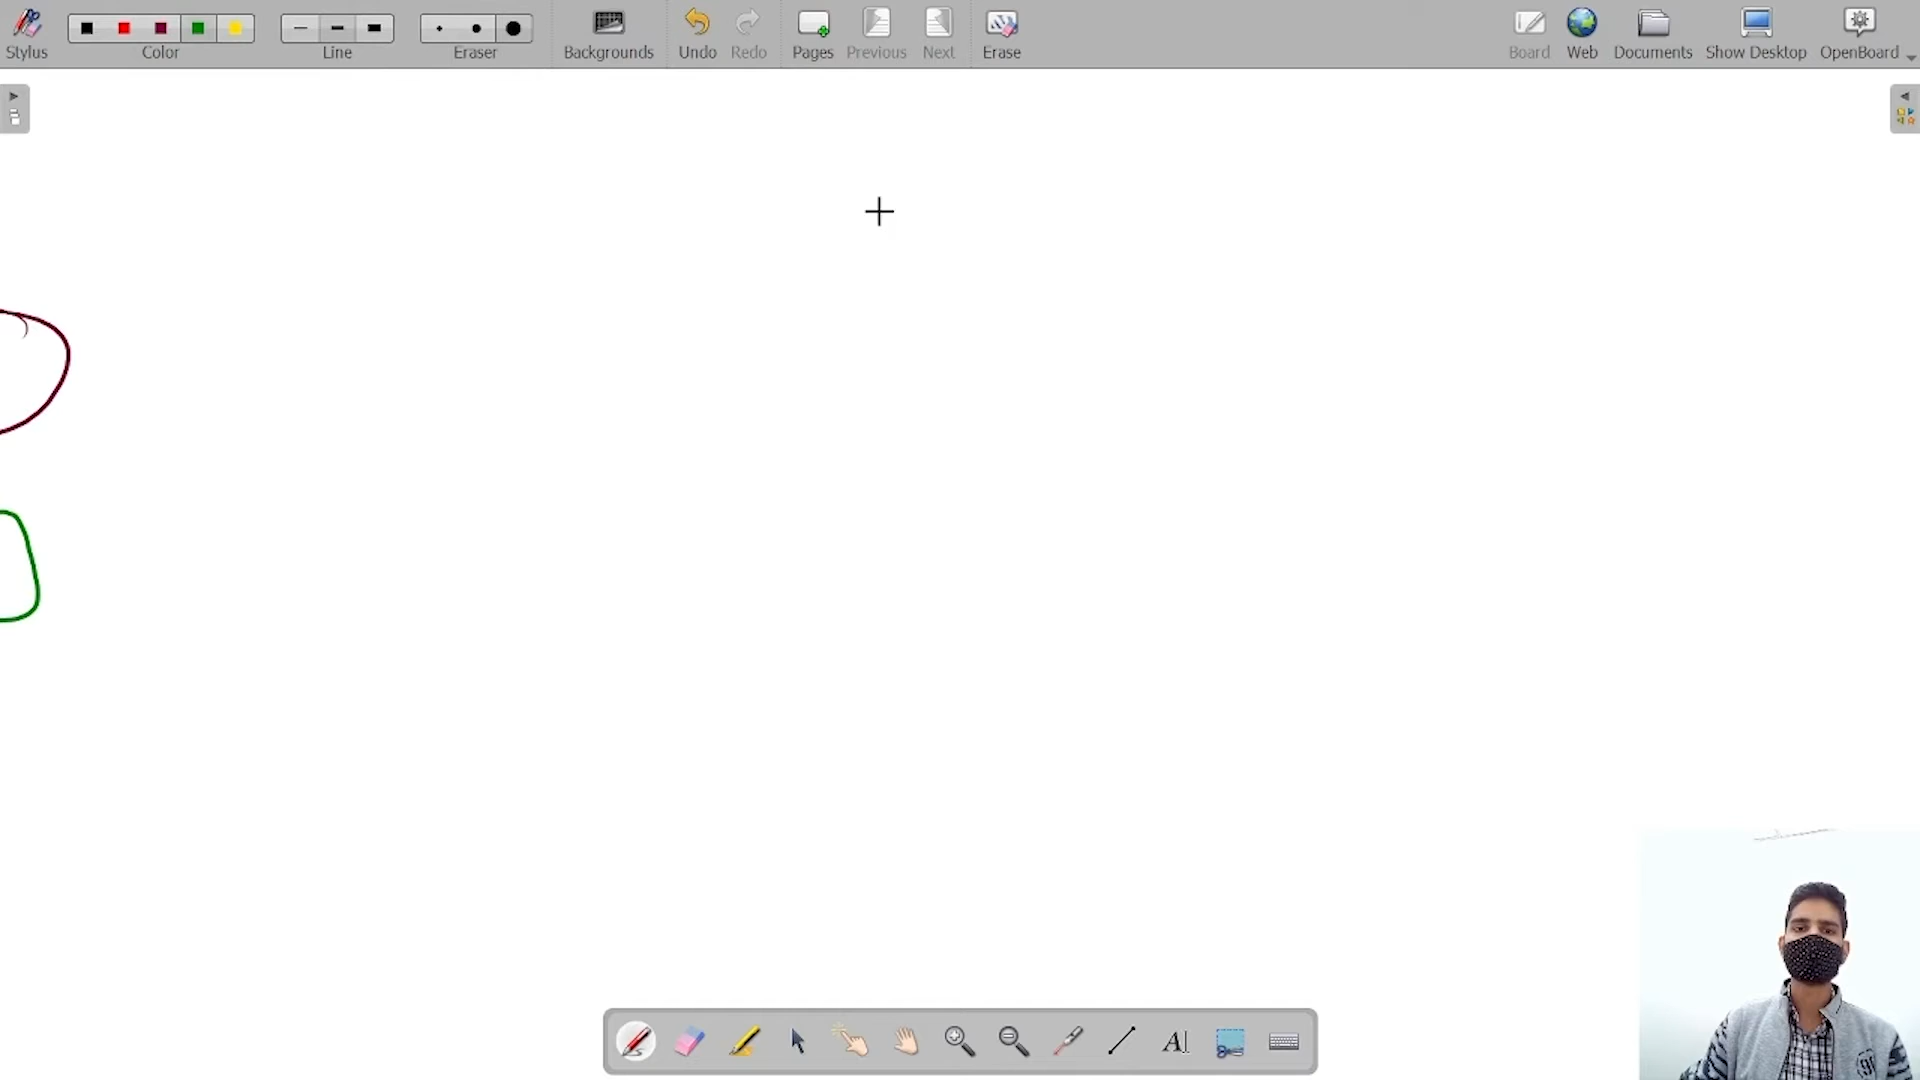 Stylus
Color
Line
Eraser
Backgrounds
Undo
Redo
Pages
Previous
Next
Erase
Board
Web
Documents
Show Desktop
OpenBoard
A